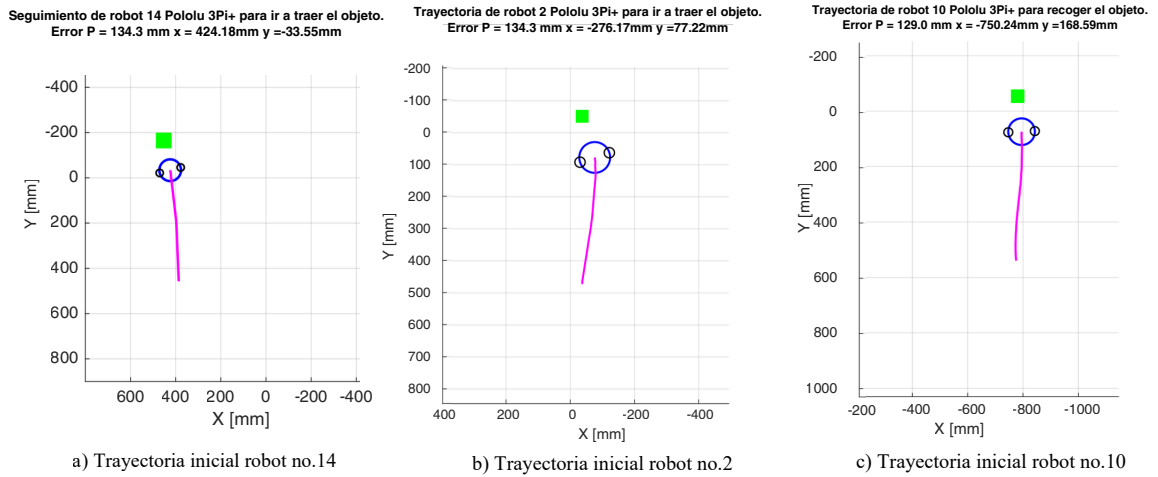 Seguimiento de robot 14 Pololu 3Pi+ para ir a traer el objeto.
Error P = 134.3 mm x = 424.18mm y =-33.55mm
-400
-200
0
200
400
600
800
Y [mm]
600 400 200 0 -200 -400
X [mm]
a) Trayectoria inicial robot no.14
Trayectoria de robot 2 Pololu 3Pi+ para ir a traer el objeto.
Error P = 134.3 mm x = -276.17mm y =77.22mm
-200
-100
0
100
200
300
400
500
600
700
800
Y [mm]
400 200 0 -200 -400
X [mm]
b) Trayectoria inicial robot no.2
Trayectoria de robot 10 Pololu 3Pi+ para recoger el objeto.
Error P = 129.0 mm x = -750.24mm y =168.59mm
-200
0
200
400
600
800
1000
Y [mm]
-200 -400 -600 -800 -1000
X [mm]
c) Trayectoria inicial robot no.10